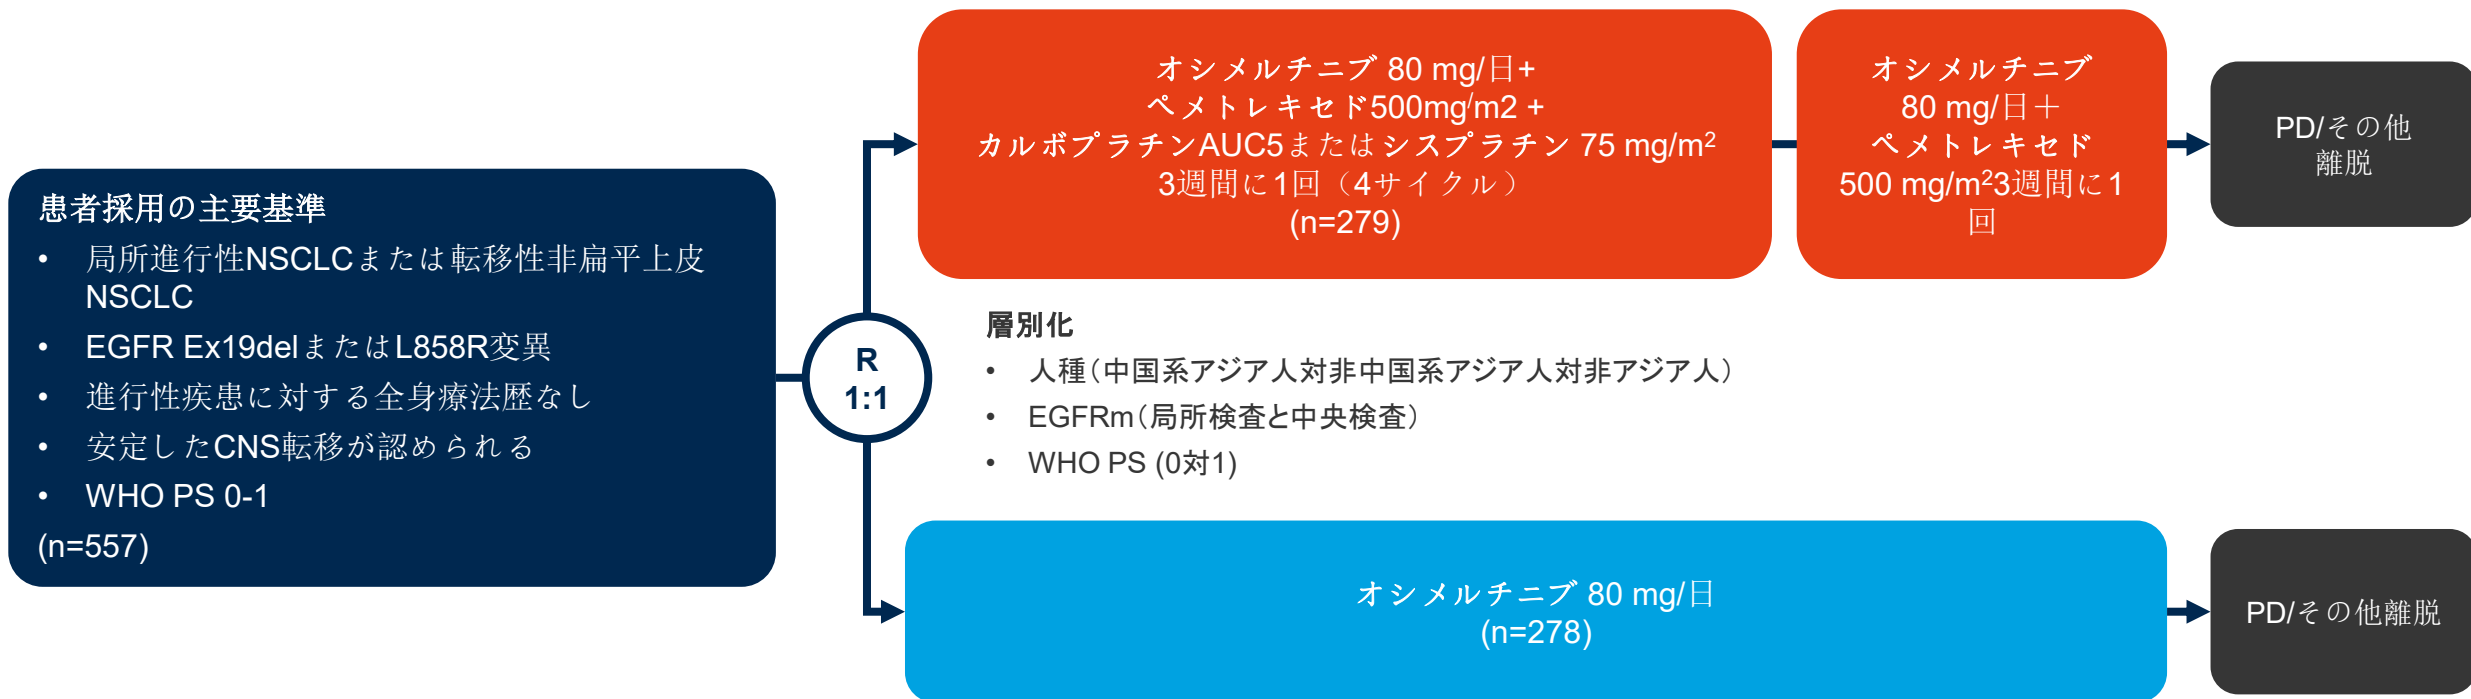 患者採用の主要基準
• 局所進行性NSCLCまたは転移性非扁平上皮
NSCLC
• EGFR Ex19delまたはL858R変異
• 進行性疾患に対する全身療法歴なし
• 安定したCNS転移が認められる
• WHO PS 0-1
(n=557)
R
1:1
オシメルチニブ 80 mg/日+
ペメトレキセド500mg/m2 +
カルボプラチンAUC5またはシスプラチン 75 mg/m²
3週間に1回（4サイクル）
(n=279)
オシメルチニブ
80 mg/日＋
ペメトレキセド
500 mg/m²3週間に1
回
PD/その他
離脱
層別化
• 人種（中国系アジア人対非中国系アジア人対非アジア人）
• EGFRm（局所検査と中央検査）
• WHO PS (0対1)
オシメルチニブ 80 mg/日
(n=278)
PD/その他離脱